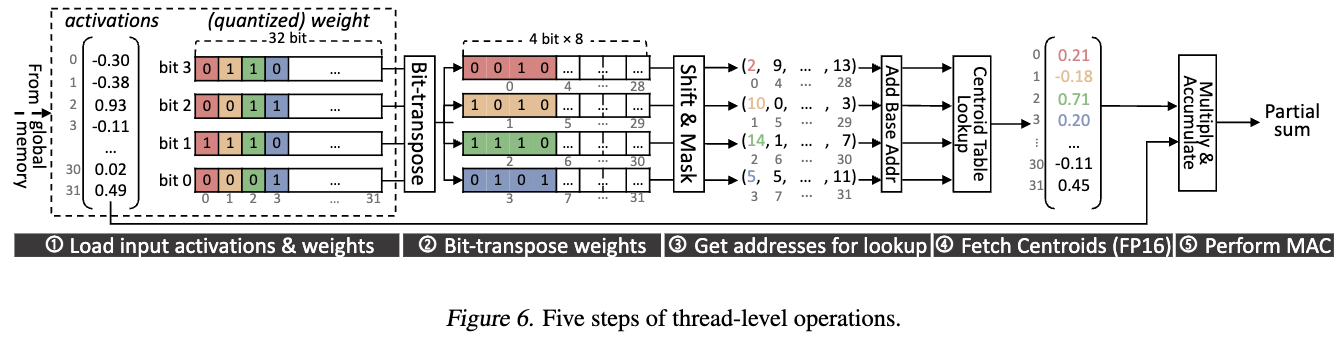 activations
(quantized) weight
32 bit
4 bit × 8
From global memory
0 -0.30
1 -0.38
2 0.93
3 -0.11
...
30 0.02
31 0.49
bit 3 0 1 1 0 ...
bit 2 0 0 1 1 ...
bit 1 1 1 1 0 ...
bit 0 0 0 0 1 ...
0 1 2 3 ... 31
Bit-transpose
0 0 1 0 ... ... ...
0 4 ... 28
1 0 1 0 ... ... ...
1 5 ... 29
1 1 1 0 ... ... ...
2 6 ... 30
0 1 0 1 ... ... ...
3 7 ... 31
Shift & Mask
(2, 9, ... , 13)
0 4 ... 28
(10, 0, ... , 3)
1 5 ... 29
(14, 1, ... , 7)
2 6 ... 30
(5, 5, ... , 11)
3 7 ... 31
Add Base Addr
Centroid Table
Lookup
0 0.21
1 -0.18
2 0.71
3 0.20
⋮ ...
30 -0.11
31 0.45
Multiply &
Accumulate
Partial
sum
① Load input activations & weights
② Bit-transpose weights
③ Get addresses for lookup
④ Fetch Centroids (FP16)
⑤ Perform MAC
Figure 6. Five steps of thread-level operations.